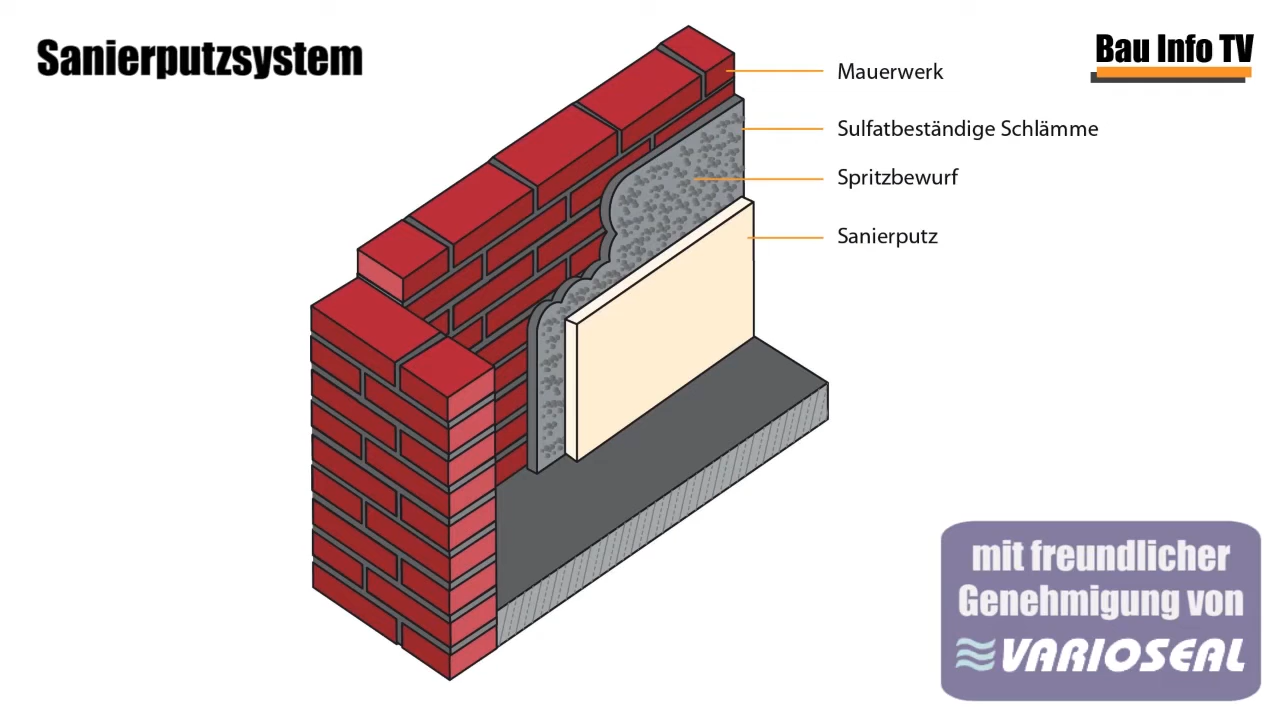 Sanierputzsystem
Bau Info TV
Mauerwerk
Sulfatbeständige Schlämme
Spritzbewurf
Sanierputz
mit freundlicher
Genehmigung von
VARIOSEAL